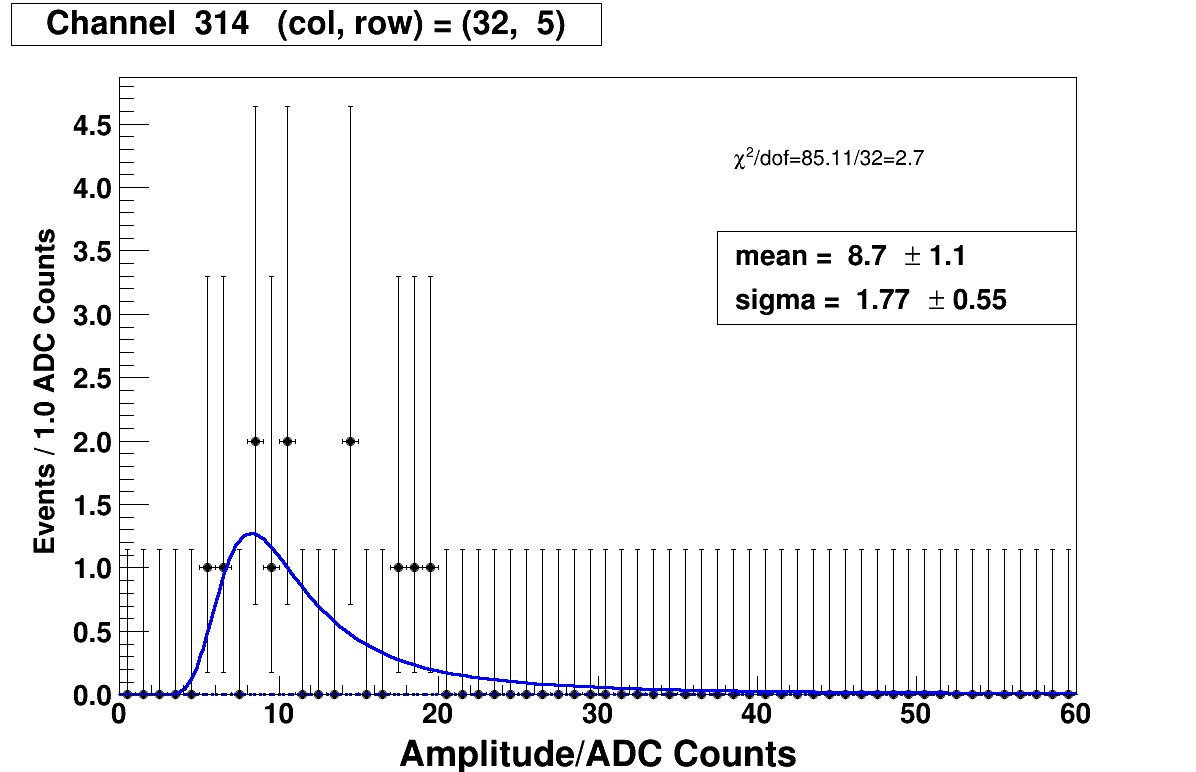 Channel 314 (col, row) = (32, 5)
χ²/dof=85.11/32=2.7
mean = 8.7 ± 1.1
sigma = 1.77 ± 0.55
Events / 1.0 ADC Counts
4.5
4.0
3.5
3.0
2.5
2.0
1.5
1.0
0.5
0.0
0 10 20 30 40 50 60
Amplitude/ADC Counts